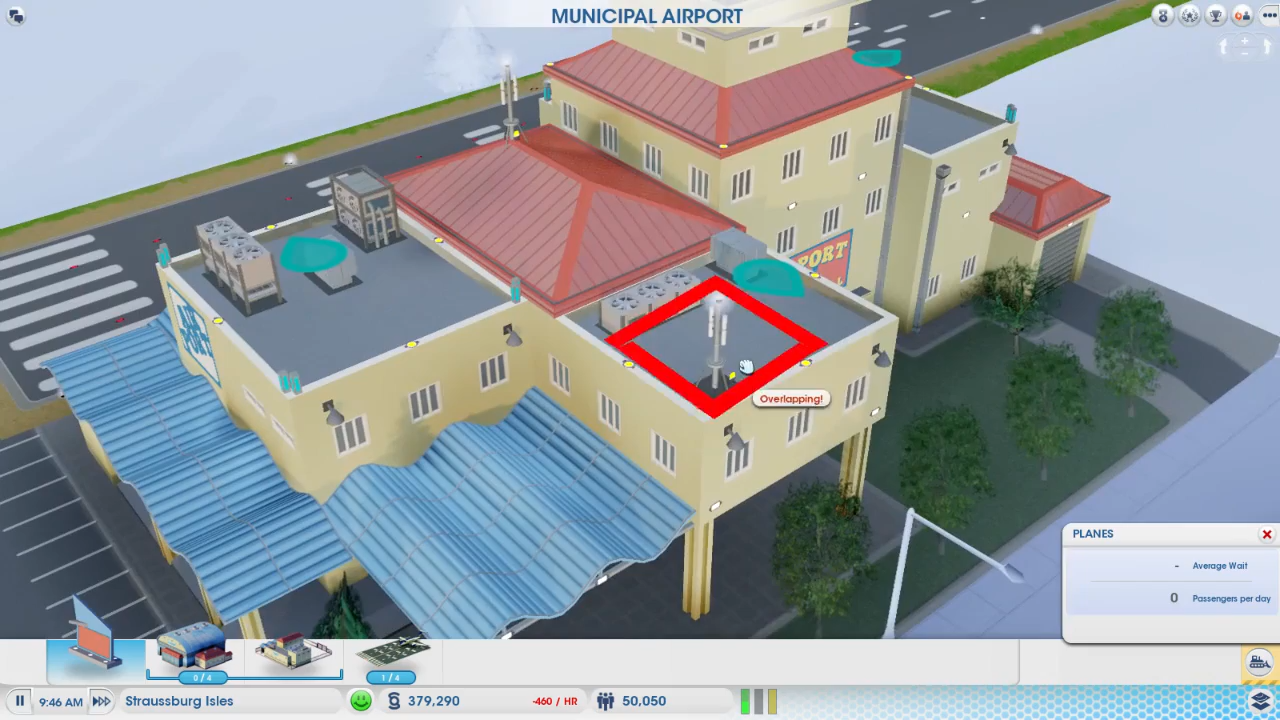 MUNICIPAL AIRPORT
PORT
Overlapping!
PLANES
- Average Wait
0 Passengers per day
0 / 4
1 / 4
9:46 AM
Straussburg Isles
379,290
-460 / HR
50,050